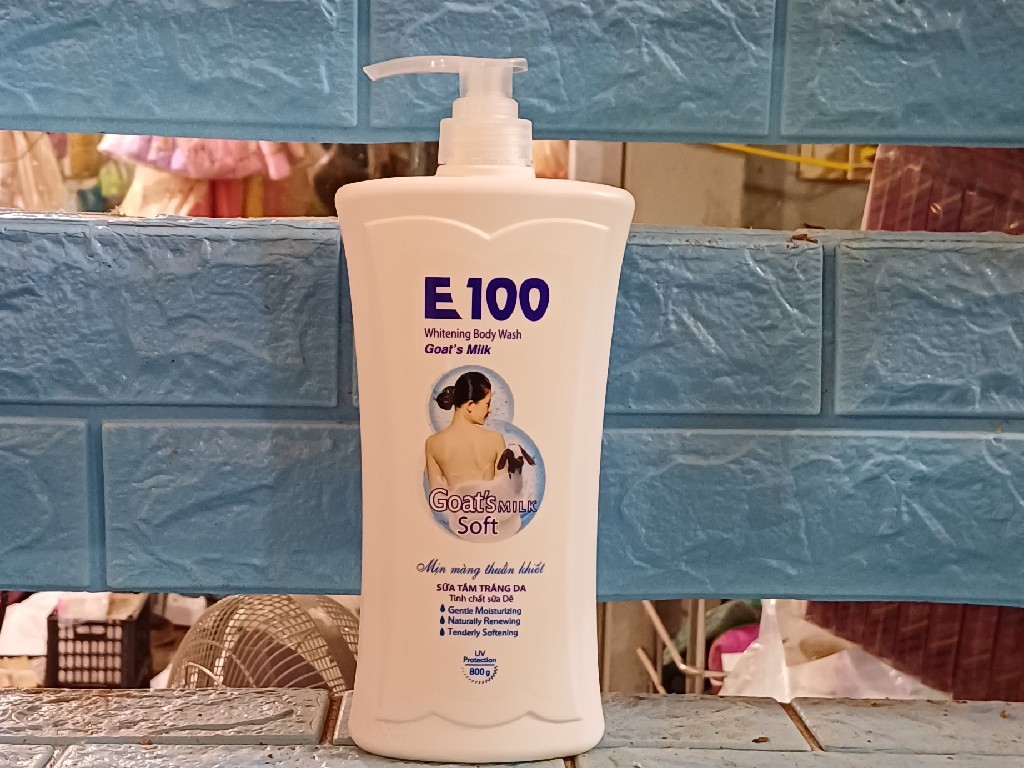 E100
Whitening Body Wash
Goat's Milk
Goat's MILK
Soft
Mịn màng thuần khiết
SỮA TẮM TRẮNG DA
Tinh chất sữa Dê
Gentle Moisturizing
Naturally Renewing
Tenderly Softening
UV
Protection
800 g